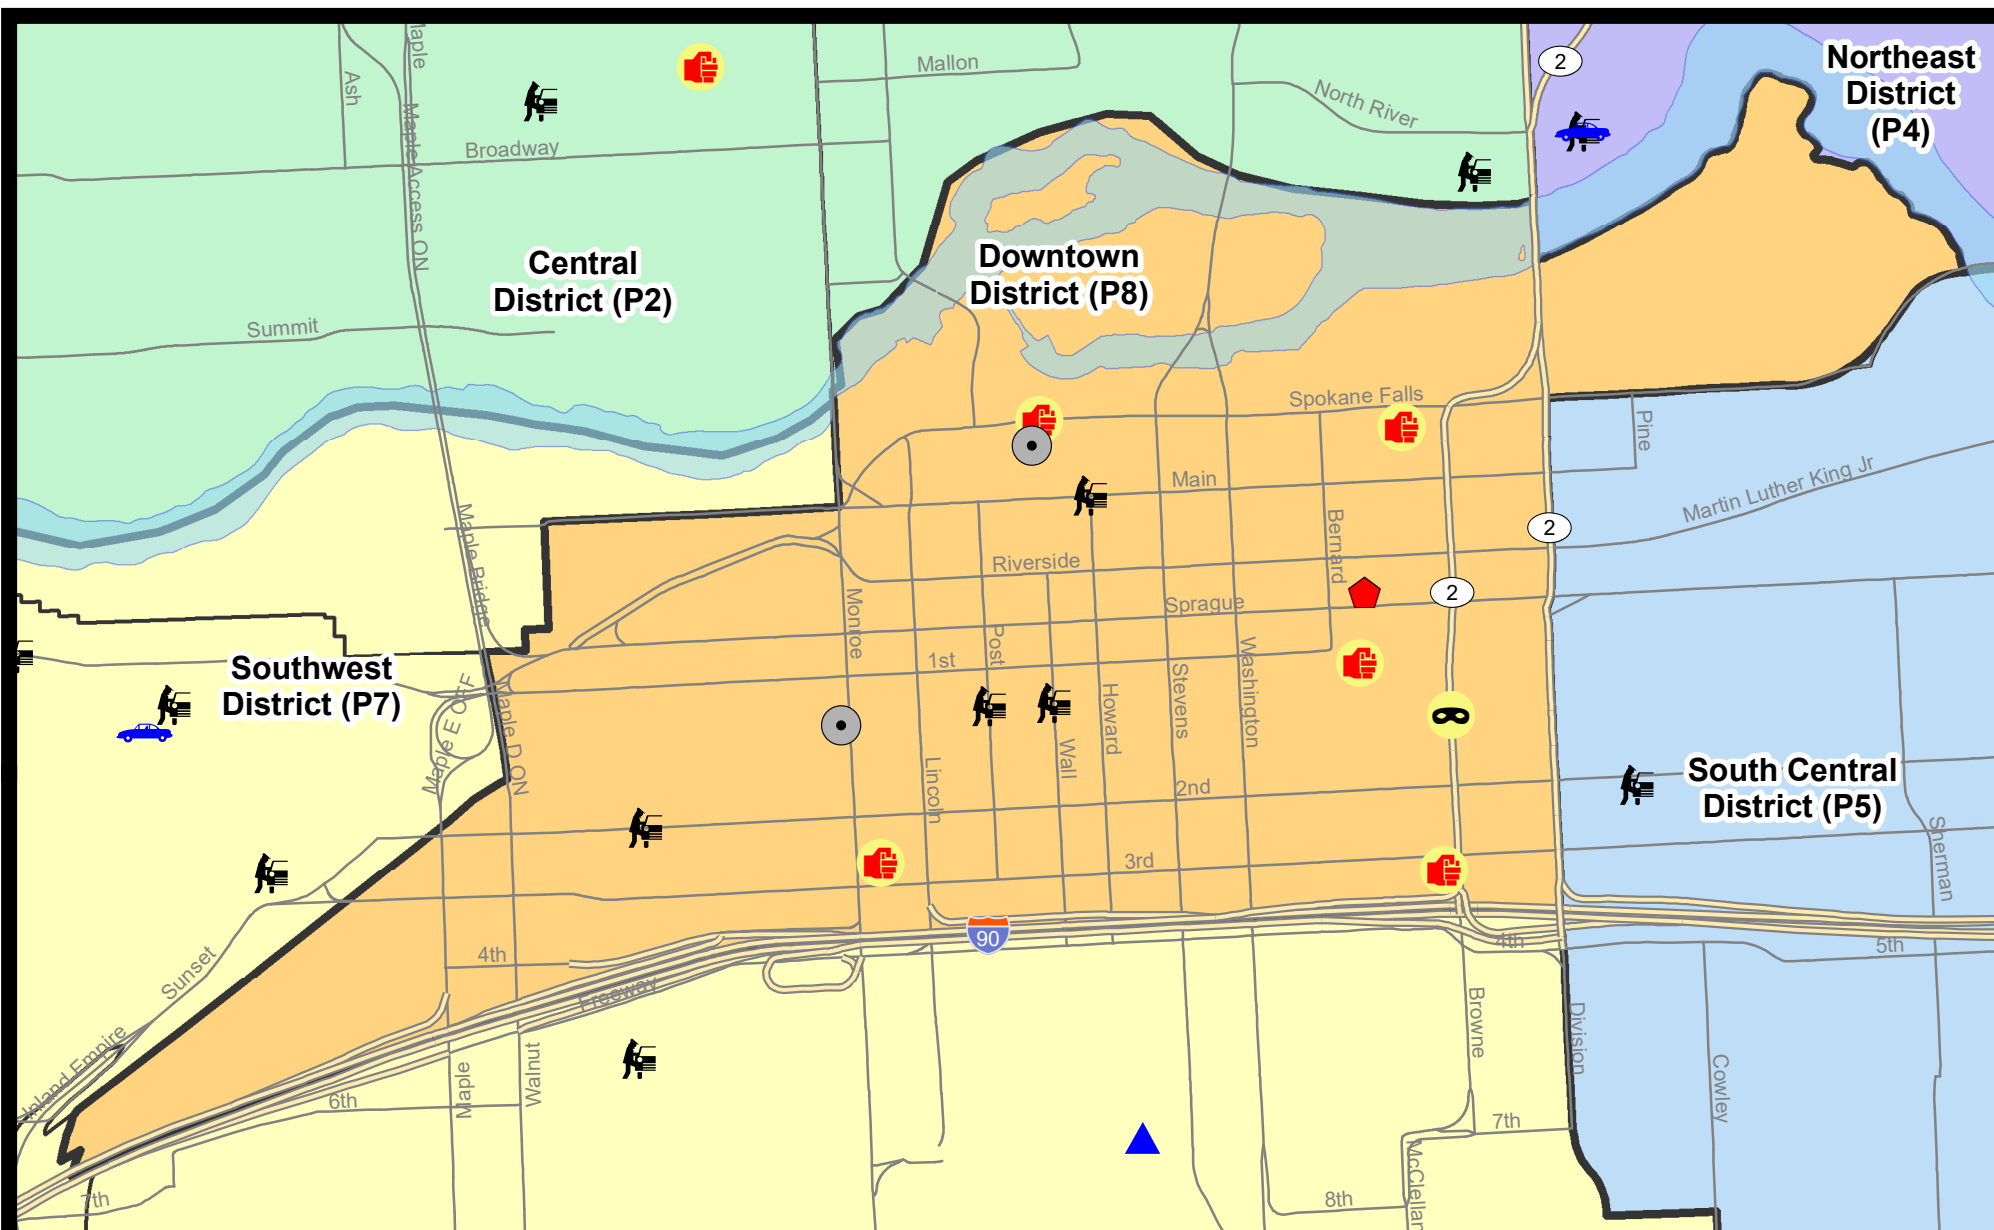 Maple
Ash
Mallon
2
Northeast
District
(P4)
North River
Maple Access ON
Broadway
Central
District (P2)
Downtown
District (P8)
Summit
Spokane Falls
Pine
Main
Martin Luther King Jr
Maple Bridge
Bernard
2
Riverside
2
Monroe
Sprague
Post
1st
Washington
Southwest
District (P7)
Stevens
Howard
Maple E OFF
Maple D ON
Wall
Lincoln
2nd
South Central
District (P5)
Sherman
3rd
90
4th
4th
5th
Sunset
Freeway
Browne
Division
Inland Empire
Walnut
Maple
Cowley
6th
7th
McClellan
7th
8th